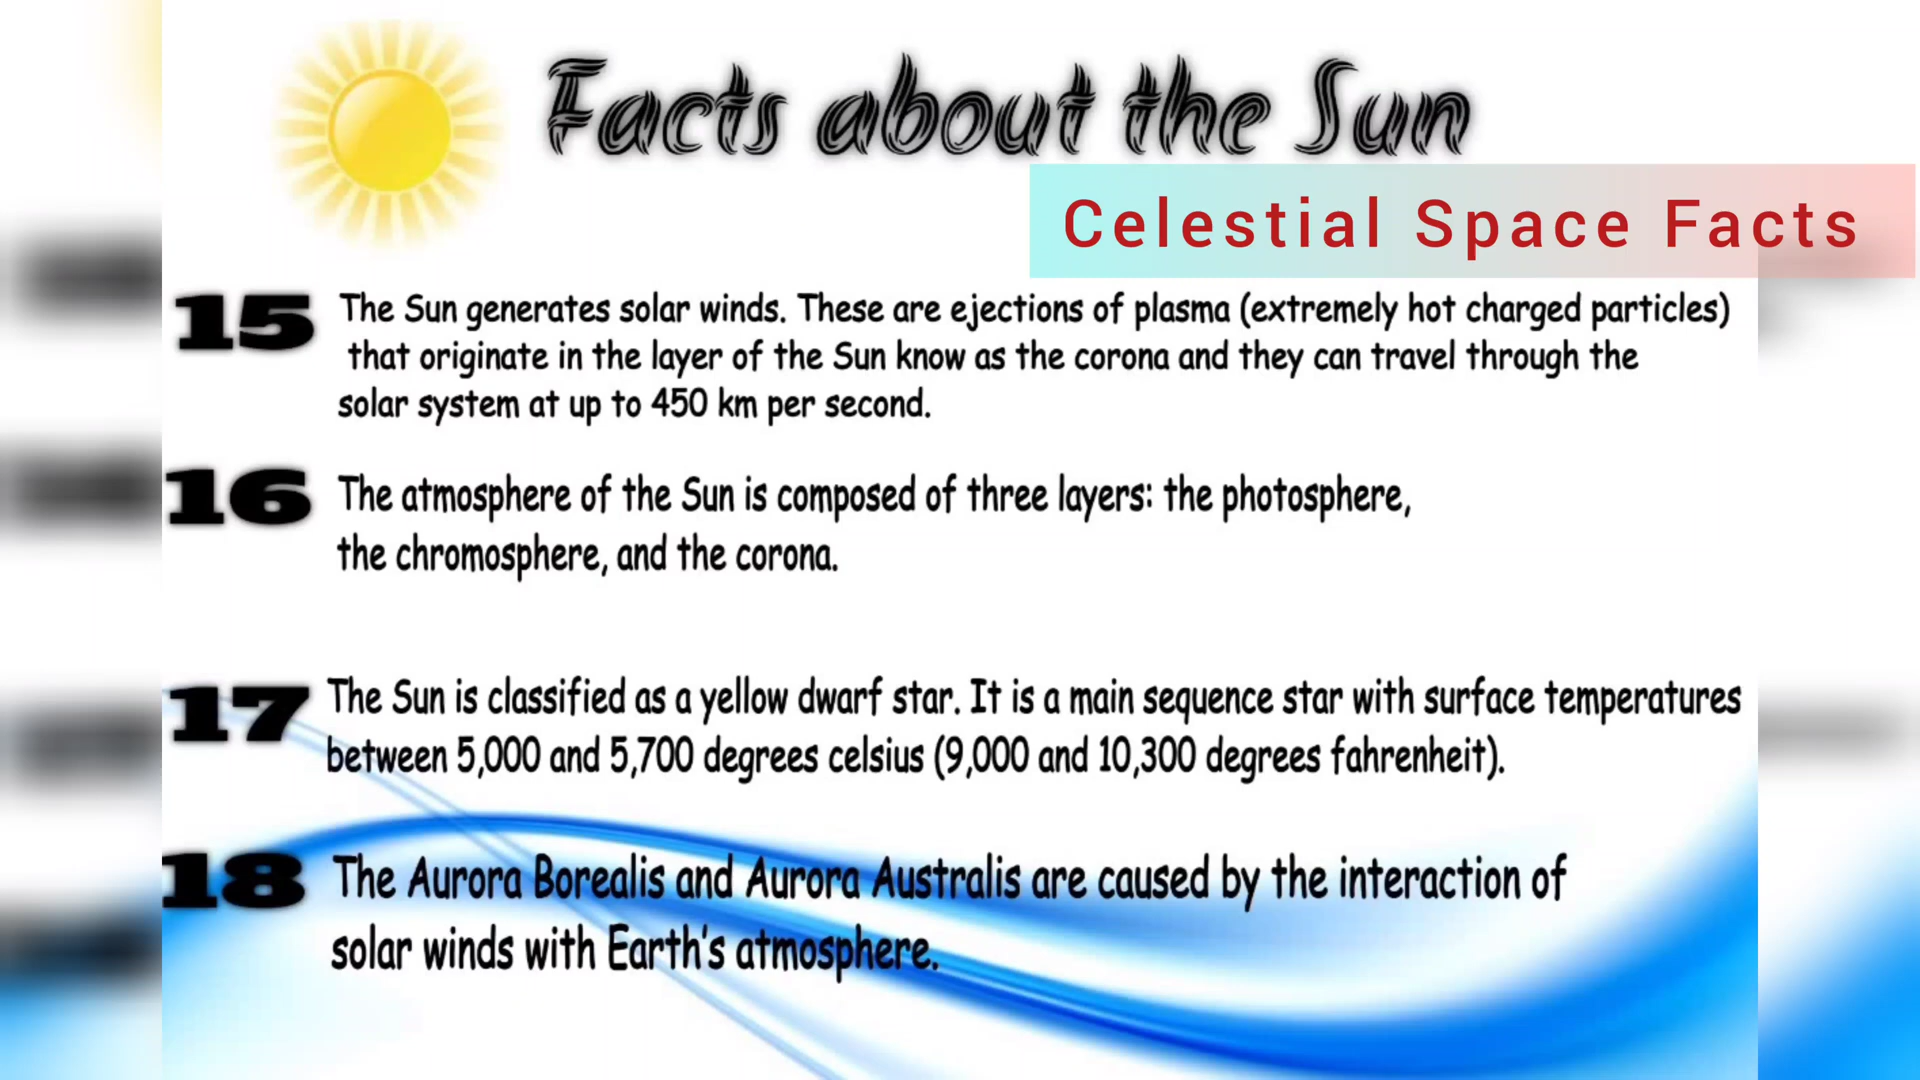 Facts about the Sun
Celestial Space Facts
15 The Sun generates solar winds. These are ejections of plasma (extremely hot charged particles)
that originate in the layer of the Sun know as the corona and they can travel through the
solar system at up to 450 km per second.
16 The atmosphere of the Sun is composed of three layers: the photosphere,
the chromosphere, and the corona.
17 The Sun is classified as a yellow dwarf star. It is a main sequence star with surface temperatures
between 5,000 and 5,700 degrees celsius (9,000 and 10,300 degrees fahrenheit).
18 The Aurora Borealis and Aurora Australis are caused by the interaction of
solar winds with Earth's atmosphere.